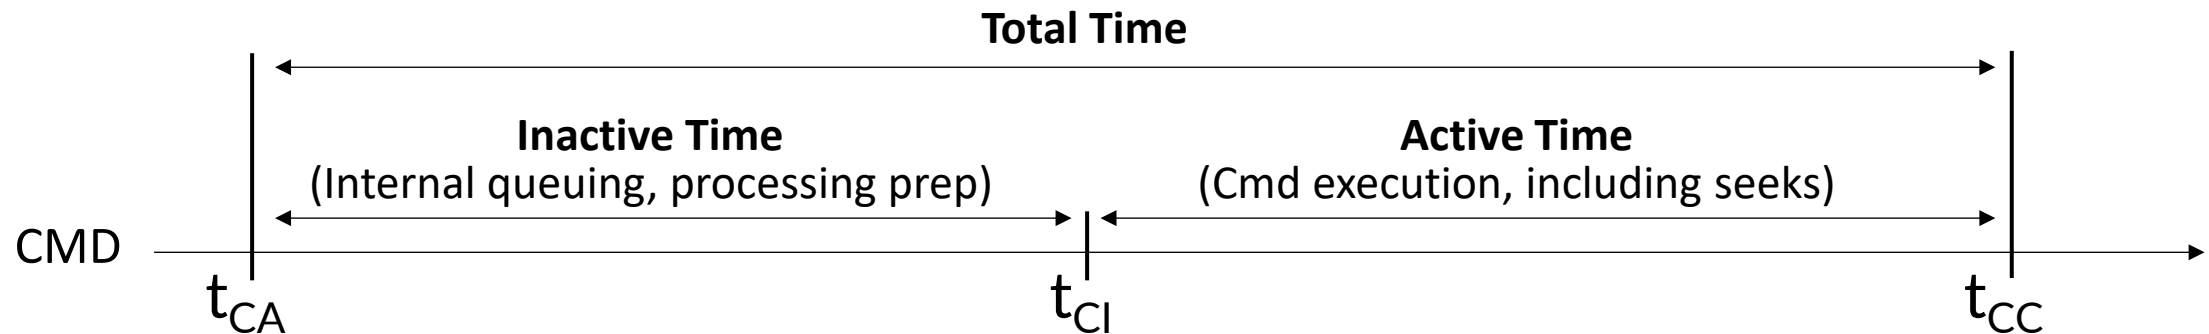 Total Time
Inactive Time
(Internal queuing, processing prep)
Active Time
(Cmd execution, including seeks)
CMD
tCA
tCI
tCC